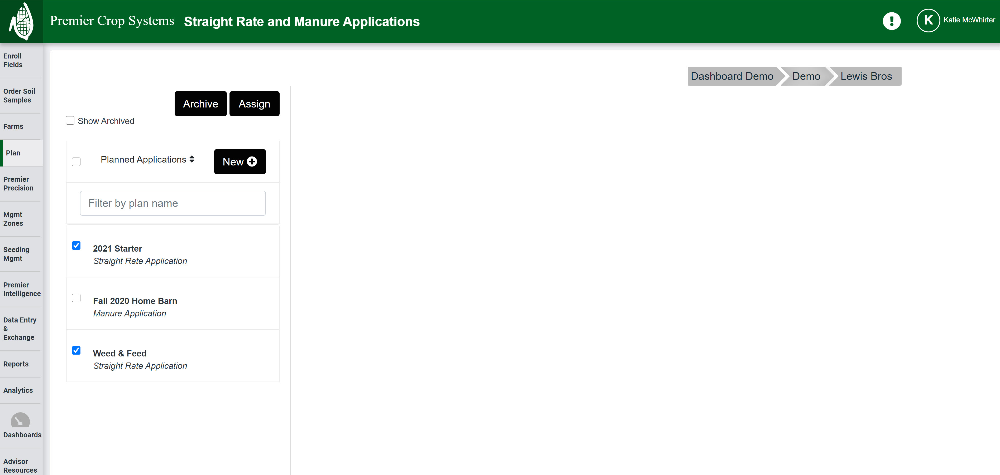 Premier Crop Systems Straight Rate and Manure Applications
K Katie McWhirter
Enroll
Fields
Order Soil
Samples
Farms
Plan
Premier
Precision
Mgmt
Zones
Seeding
Mgmt
Premier
Intelligence
Data Entry
&
Exchange
Reports
Analytics
Dashboards
Advisor
Resources
Dashboard Demo Demo Lewis Bros
Archive Assign
Show Archived
Planned Applications New
Filter by plan name
2021 Starter
Straight Rate Application
Fall 2020 Home Barn
Manure Application
Weed & Feed
Straight Rate Application